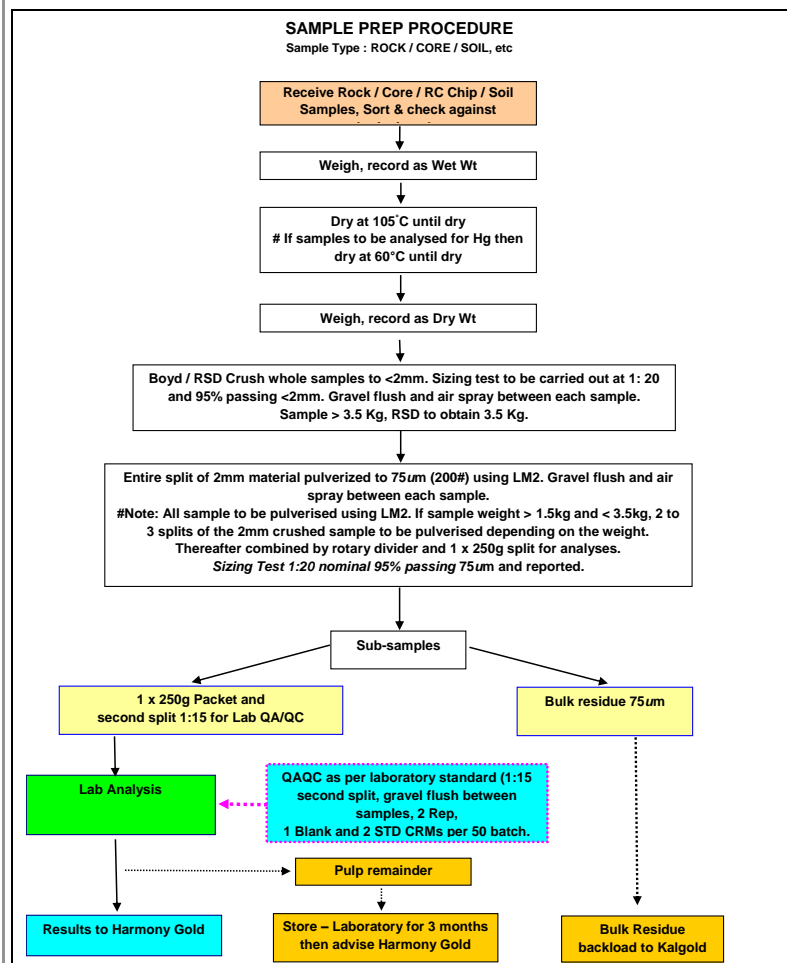 SAMPLE PREP PROCEDURE
Sample Type : ROCK / CORE / SOIL, etc
Receive Rock / Core / RC Chip / Soil
Samples, Sort & check against
Weigh, record as Wet Wt
Dry at 105°C until dry
# If samples to be analysed for Hg then
dry at 60°C until dry
Weigh, record as Dry Wt
Boyd / RSD Crush whole samples to <2mm. Sizing test to be carried out at 1: 20
and 95% passing <2mm. Gravel flush and air spray between each sample.
Sample > 3.5 Kg, RSD to obtain 3.5 Kg.
Entire split of 2mm material pulverized to 75um (200#) using LM2. Gravel flush and air
spray between each sample.
#Note: All sample to be pulverised using LM2. If sample weight > 1.5kg and < 3.5kg, 2 to
3 splits of the 2mm crushed sample to be pulverised depending on the weight.
Thereafter combined by rotary divider and 1 x 250g split for analyses.
Sizing Test 1:20 nominal 95% passing 75um and reported.
Sub-samples
1 x 250g Packet and
second split 1:15 for Lab QA/QC
Bulk residue 75um
Lab Analysis
QAQC as per laboratory standard (1:15
second split, gravel flush between
samples, 2 Rep,
1 Blank and 2 STD CRMs per 50 batch.
Pulp remainder
Results to Harmony Gold
Store – Laboratory for 3 months
then advise Harmony Gold
Bulk Residue
backload to Kalgold